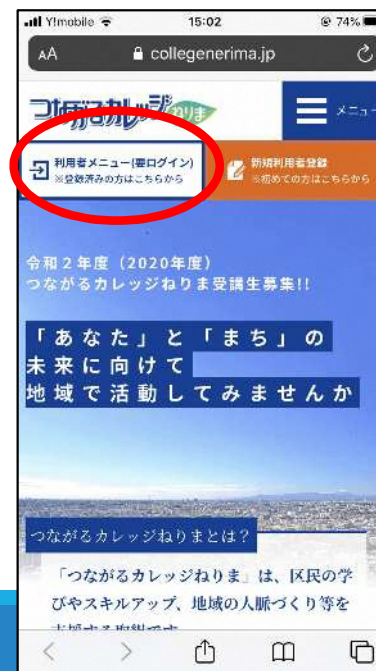 Y!mobile 15:02 74%
AA collegenerima.jp
つながるカレッジねりま
メニュー
利用者メニュー(要ログイン)
※登録済みの方はこちらから
新規利用者登録
※初めての方はこちらから
令和2年度(2020年度)
つながるカレッジねりま受講生募集!!
「あなた」と「まち」の
未来に向けて
地域で活動してみませんか
つながるカレッジねりまとは?
「つながるカレッジねりま」は、区民の学
びやスキルアップ、地域の人脈づくり等を
支援する取組です